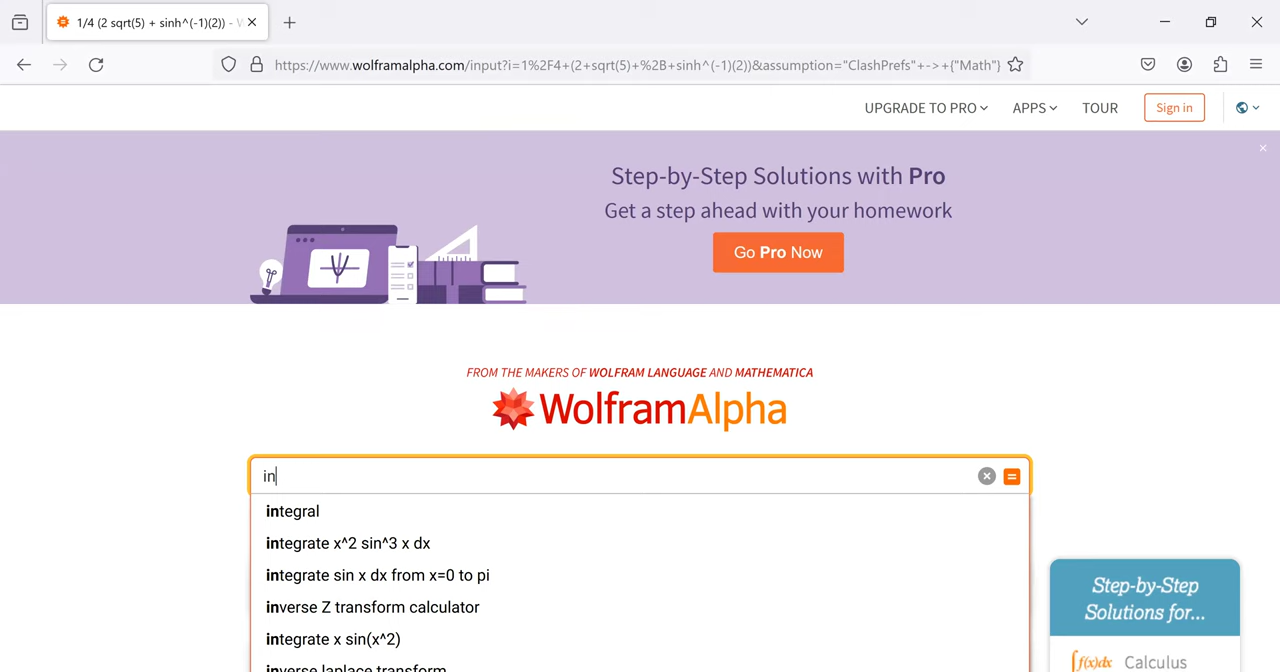 1/4 (2 sqrt(5) + sinh^(-1)(2)) -
https://www.wolframalpha.com/input?i=1%2F4+(2+sqrt(5)+%2B+sinh^(-1)(2))&assumption="ClashPrefs"+->+{"Math"}
UPGRADE TO PRO APPS TOUR Sign in
Step-by-Step Solutions with Pro
Get a step ahead with your homework
Go Pro Now
FROM THE MAKERS OF WOLFRAM LANGUAGE AND MATHEMATICA
WolframAlpha
in
integral
integrate x^2 sin^3 x dx
integrate sin x dx from x=0 to pi
inverse Z transform calculator
integrate x sin(x^2)
inverse laplace transform
Step-by-Step
Solutions for...
∫f(x)dx Calculus